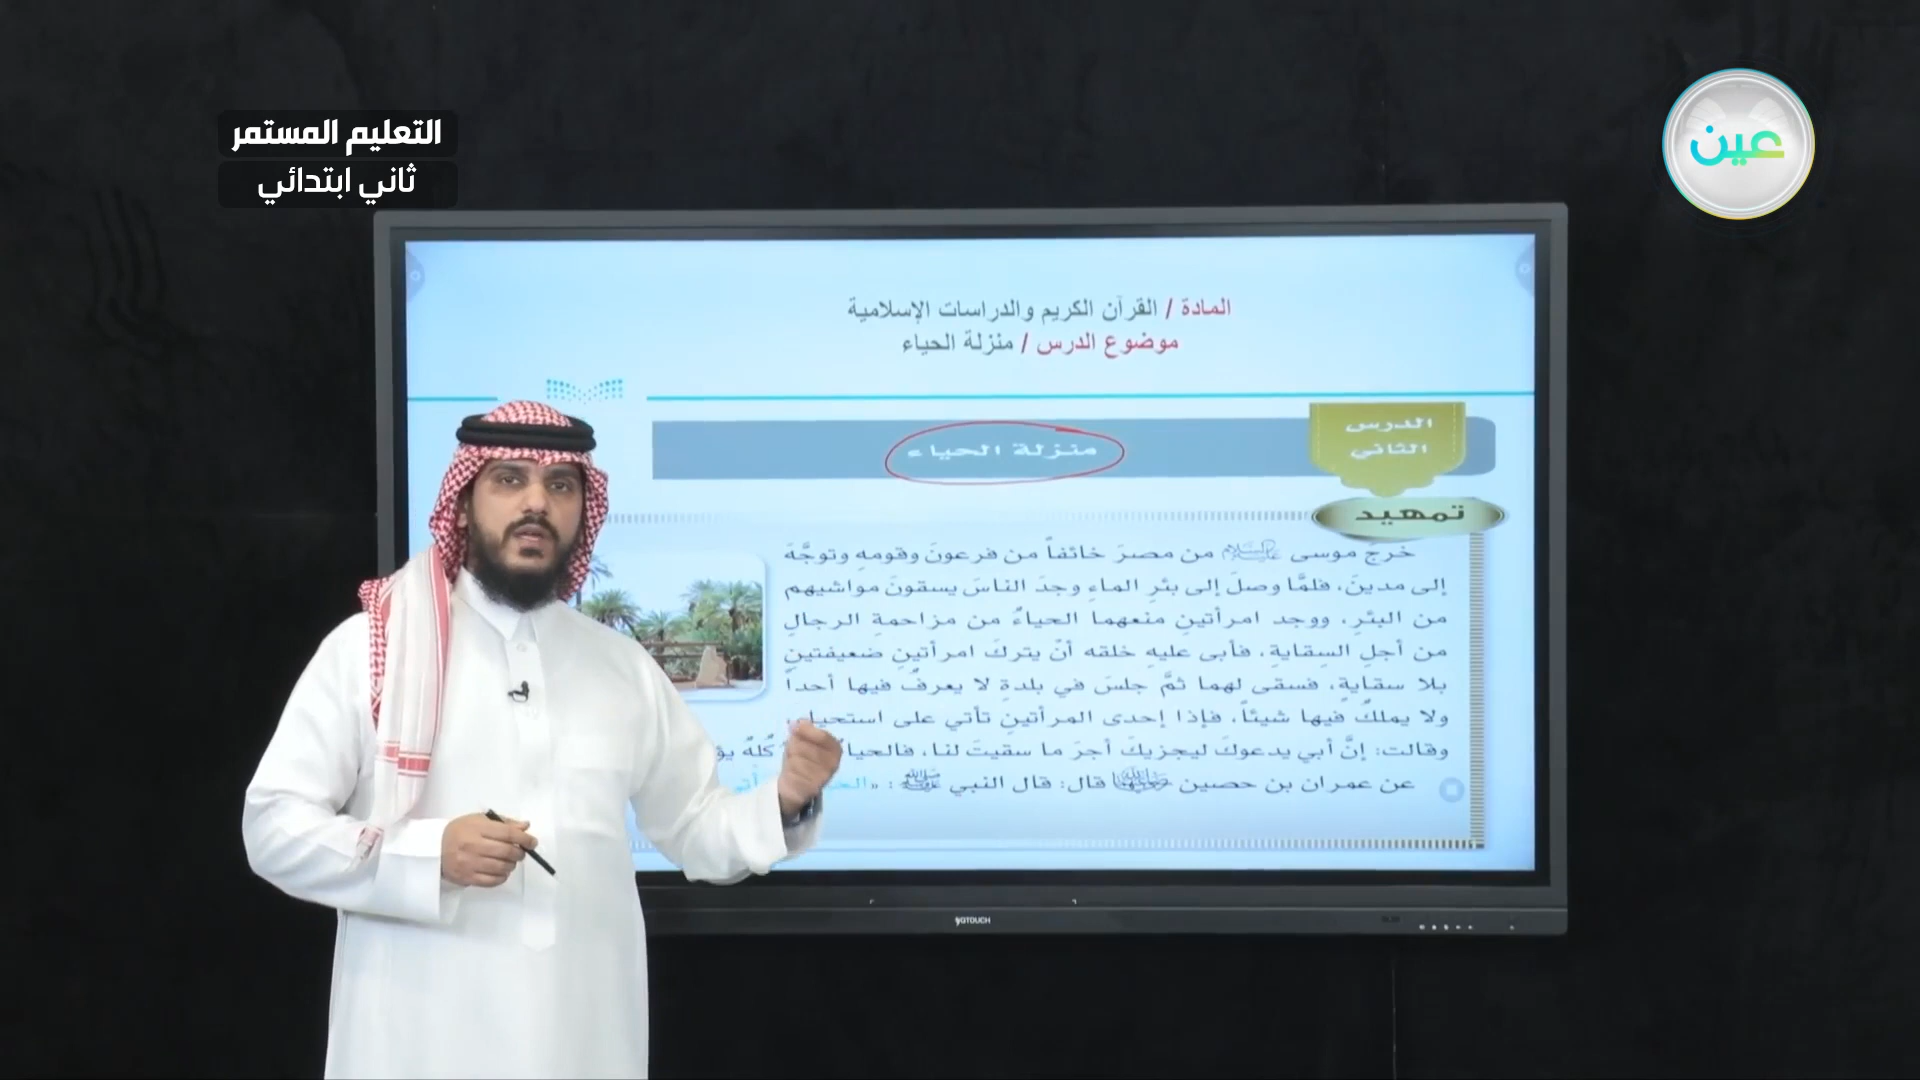 التعليم المستمر
ثاني ابتدائي
عين
المادة / القرآن الكريم والدراسات الإسلامية
موضوع الدرس / منزلة الحياء
الدرس
الثاني
منزلة الحياء
تمهيد
خرجَ موسى عليه السلام من مصرَ خائفاً من فرعونَ وقومهِ وتوجَّهَ
إلى مدينَ، فلمَّا وصلَ إلى بئرِ الماءِ وجدَ الناسَ يسقونَ مواشيهم
من البئرِ، ووجد امرأتينِ منعهما الحياءُ من مزاحمةِ الرجالِ
من أجلِ السِقايةِ، فأبى عليهِ خلقه أنّ يتركَ امرأتينِ ضعيفتينِ
بلا سقايةٍ، فسقى لهما ثمَّ جلسَ في بلدةٍ لا يعرفُ فيها أحداً
ولا يملكُ فيها شيئاً، فإذا إحدى المرأتينِ تأتي على استحياءٍ،
وقالت: إنَّ أبي يدعوكَ ليجزيكَ أجرَ ما سقيتَ لنا، فالحياءُ كُلهُ
عن عمران بن حصين رضي الله عنهما قال: قال النبي صلى الله عليه وسلم : «
QTOUCH